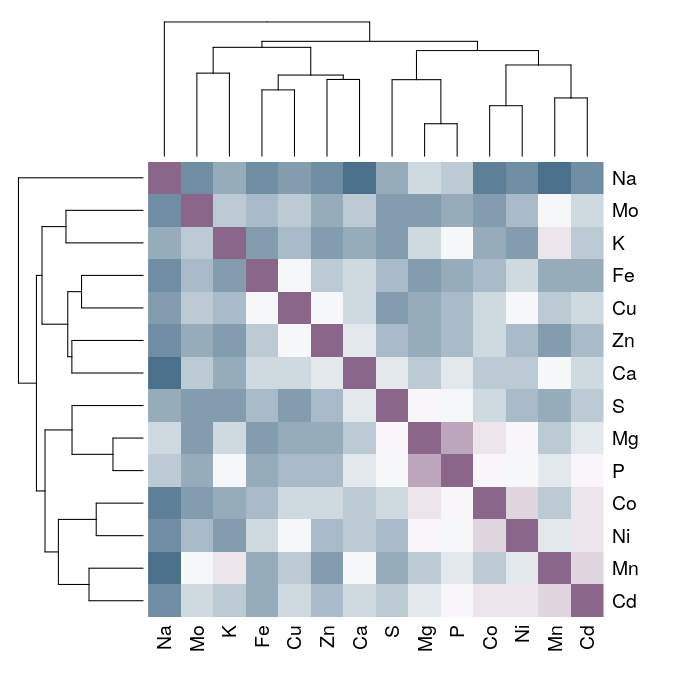 Na
Mo
K
Fe
Cu
Zn
Ca
S
Mg
P
Co
Ni
Mn
Cd
Na Mo K Fe Cu Zn Ca S Mg P Co Ni Mn Cd